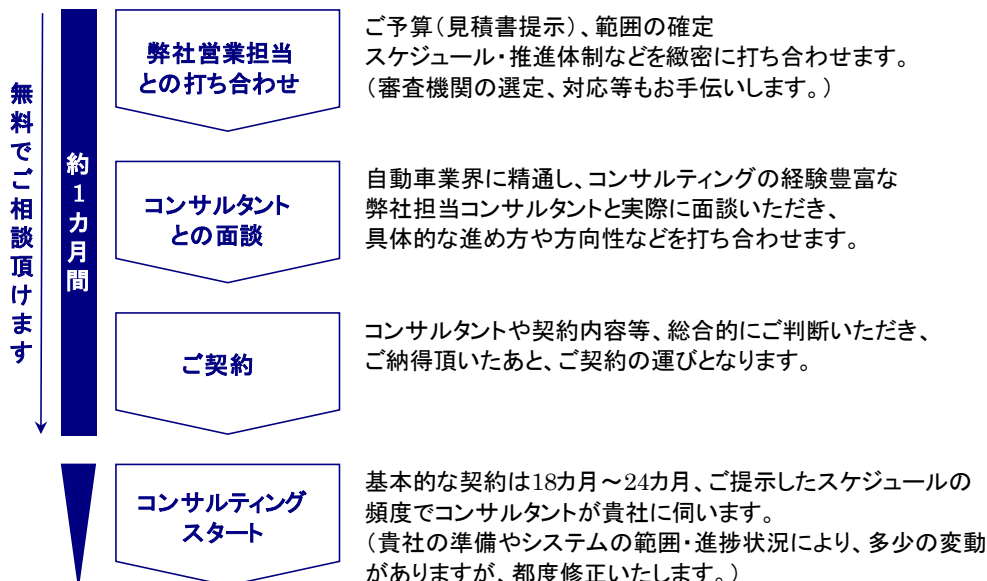 無料でご相談頂けます
約1カ月間
弊社営業担当
との打ち合わせ
ご予算(見積書提示)、範囲の確定
スケジュール・推進体制などを緻密に打ち合わせます。
(審査機関の選定、対応等もお手伝いします。)
コンサルタント
との面談
自動車業界に精通し、コンサルティングの経験豊富な
弊社担当コンサルタントと実際に面談いただき、
具体的な進め方や方向性などを打ち合わせます。
ご契約
コンサルタントや契約内容等、総合的にご判断いただき、
ご納得頂いたあと、ご契約の運びとなります。
コンサルティング
スタート
基本的な契約は18カ月～24カ月、ご提示したスケジュールの
頻度でコンサルタントが貴社に伺います。
(貴社の準備やシステムの範囲・進捗状況により、多少の変動
がありますが、都度修正いたします。)